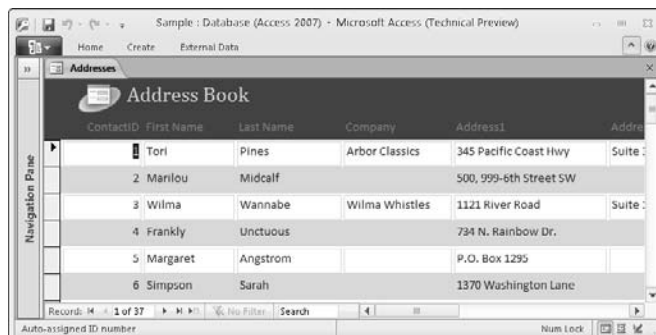 Sample : Database (Access 2007) - Microsoft Access (Technical Preview)
Home Create External Data
Addresses
Address Book
ContactID First Name Last Name Company Address1 Addre
1 Tori Pines Arbor Classics 345 Pacific Coast Hwy Suite
2 Marilou Midcalf 500, 999-6th Street SW
3 Wilma Wannabe Wilma Whistles 1121 River Road Suite
4 Frankly Unctuous 734 N. Rainbow Dr.
5 Margaret Angstrom P.O. Box 1295
6 Simpson Sarah 1370 Washington Lane
Navigation Pane
Record: 1 of 37 No Filter Search
Auto-assigned ID number Num Lock